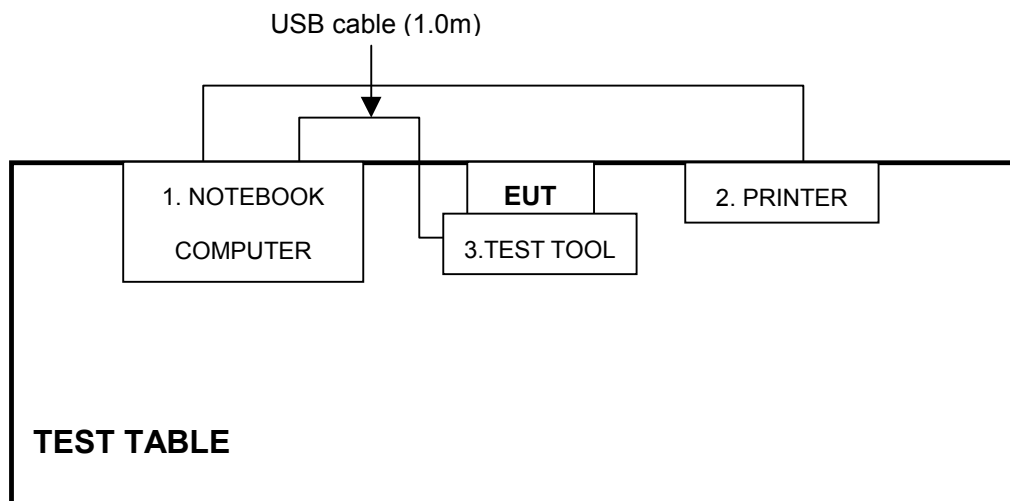 USB cable (1.0m)
1. NOTEBOOK
COMPUTER
EUT
3.TEST TOOL
2. PRINTER
TEST TABLE